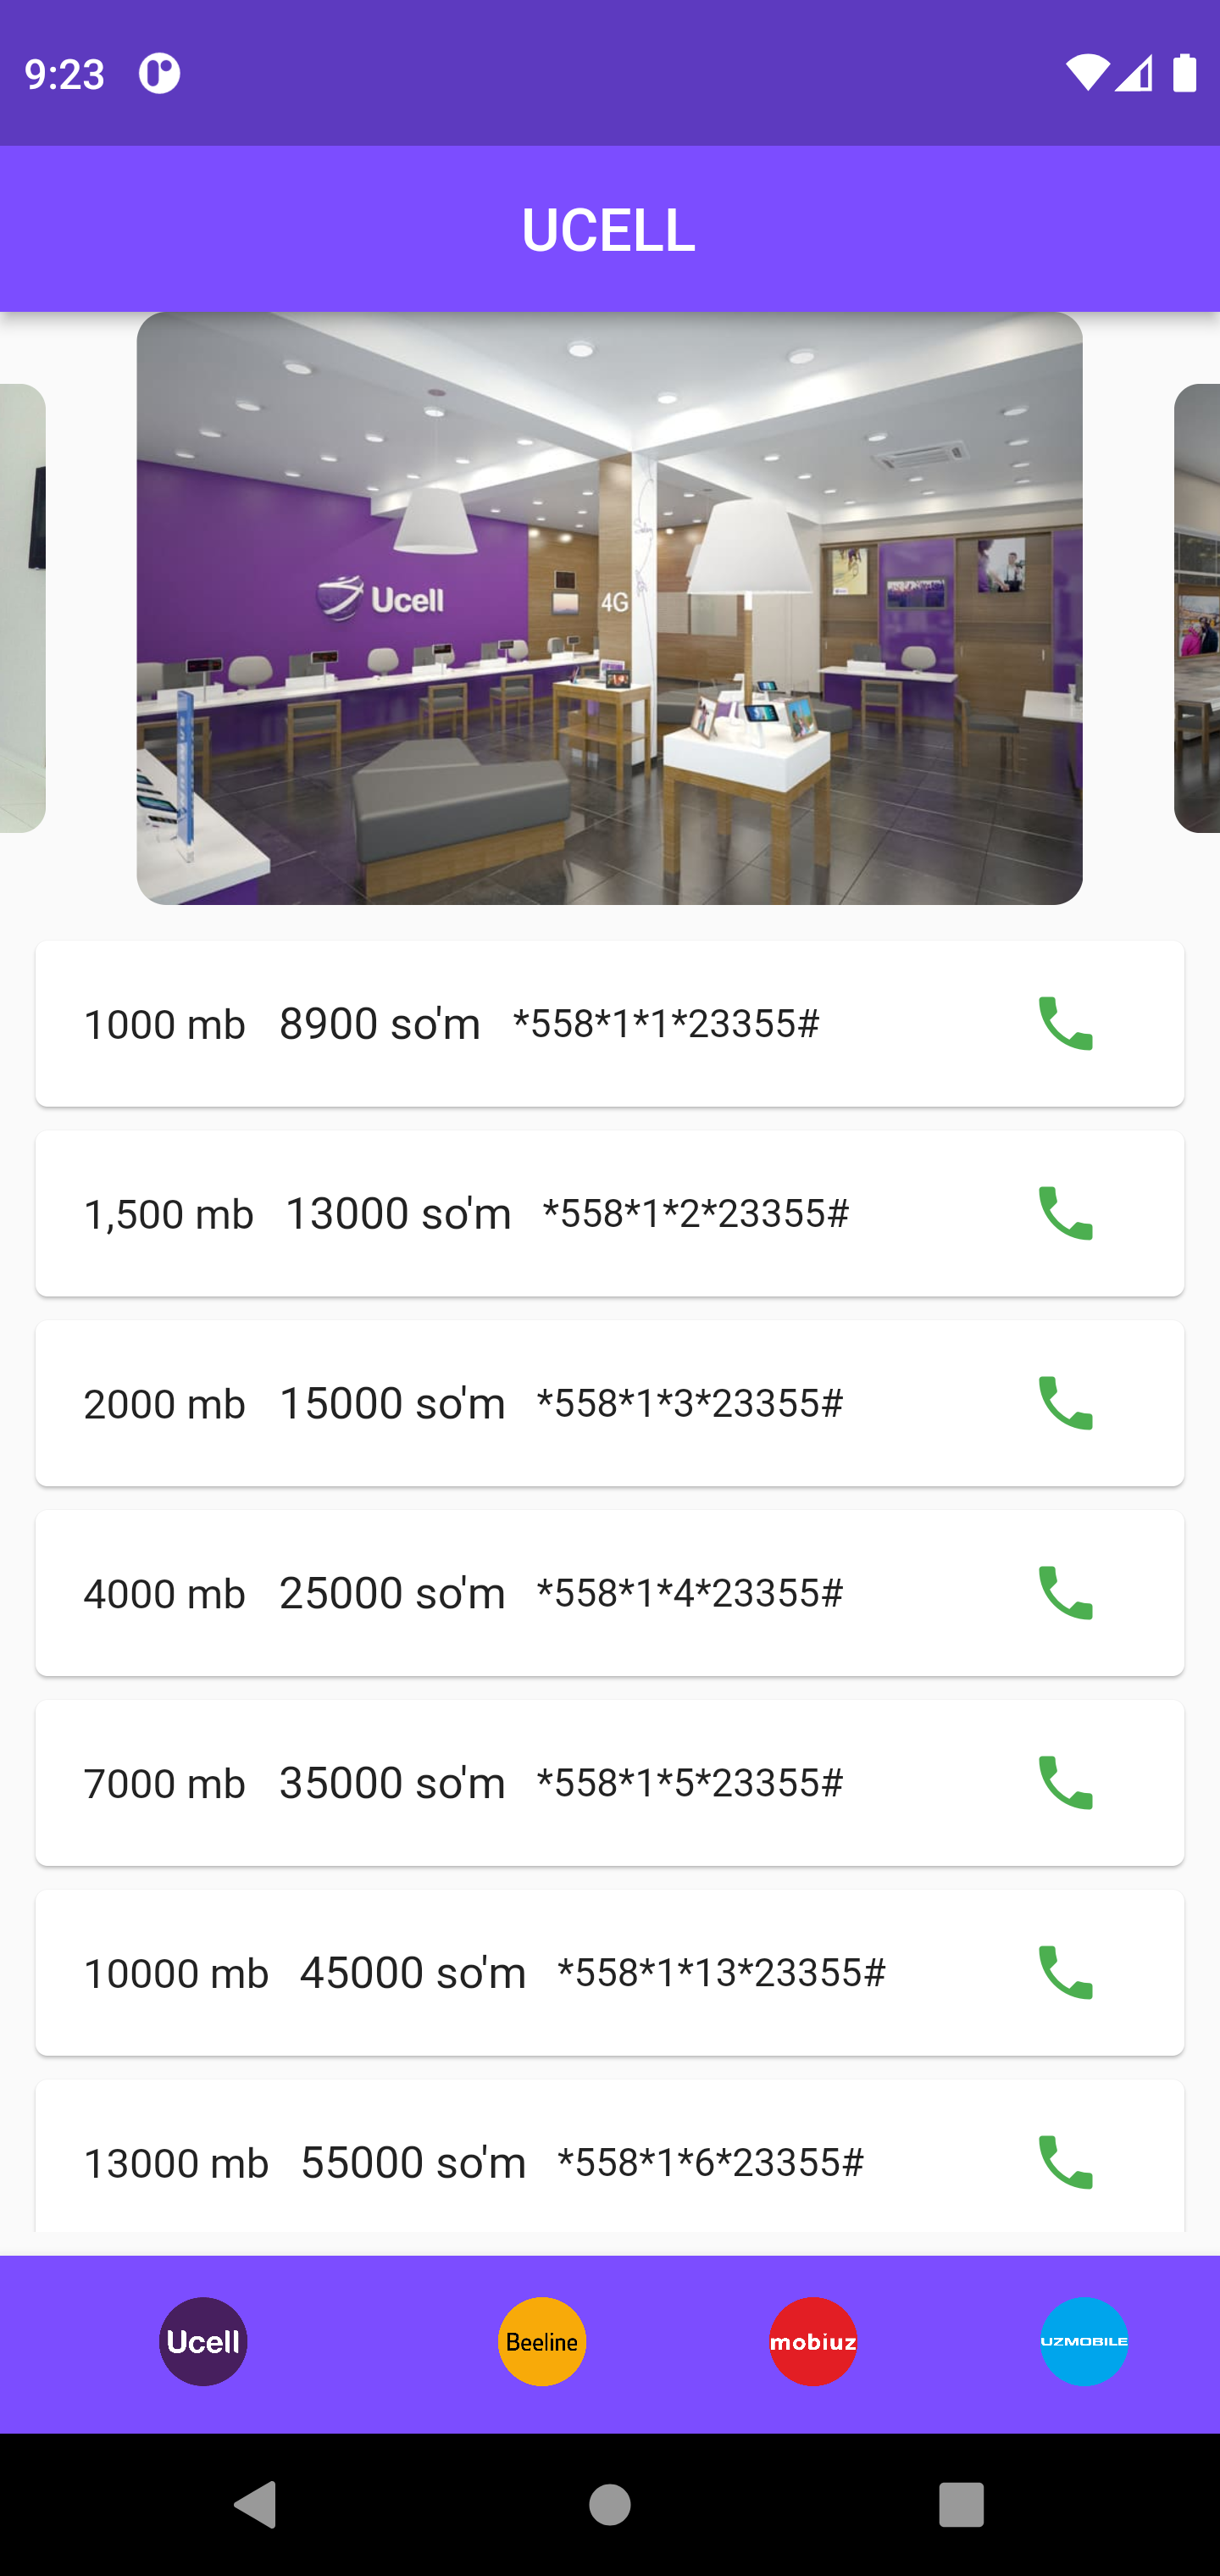 9:23
UCELL
Ucell
4G
1000 mb 8900 so'm *558*1*1*23355#
1,500 mb 13000 so'm *558*1*2*23355#
2000 mb 15000 so'm *558*1*3*23355#
4000 mb 25000 so'm *558*1*4*23355#
7000 mb 35000 so'm *558*1*5*23355#
10000 mb 45000 so'm *558*1*13*23355#
13000 mb 55000 so'm *558*1*6*23355#
Ucell Beeline mobiuz UZMOBILE